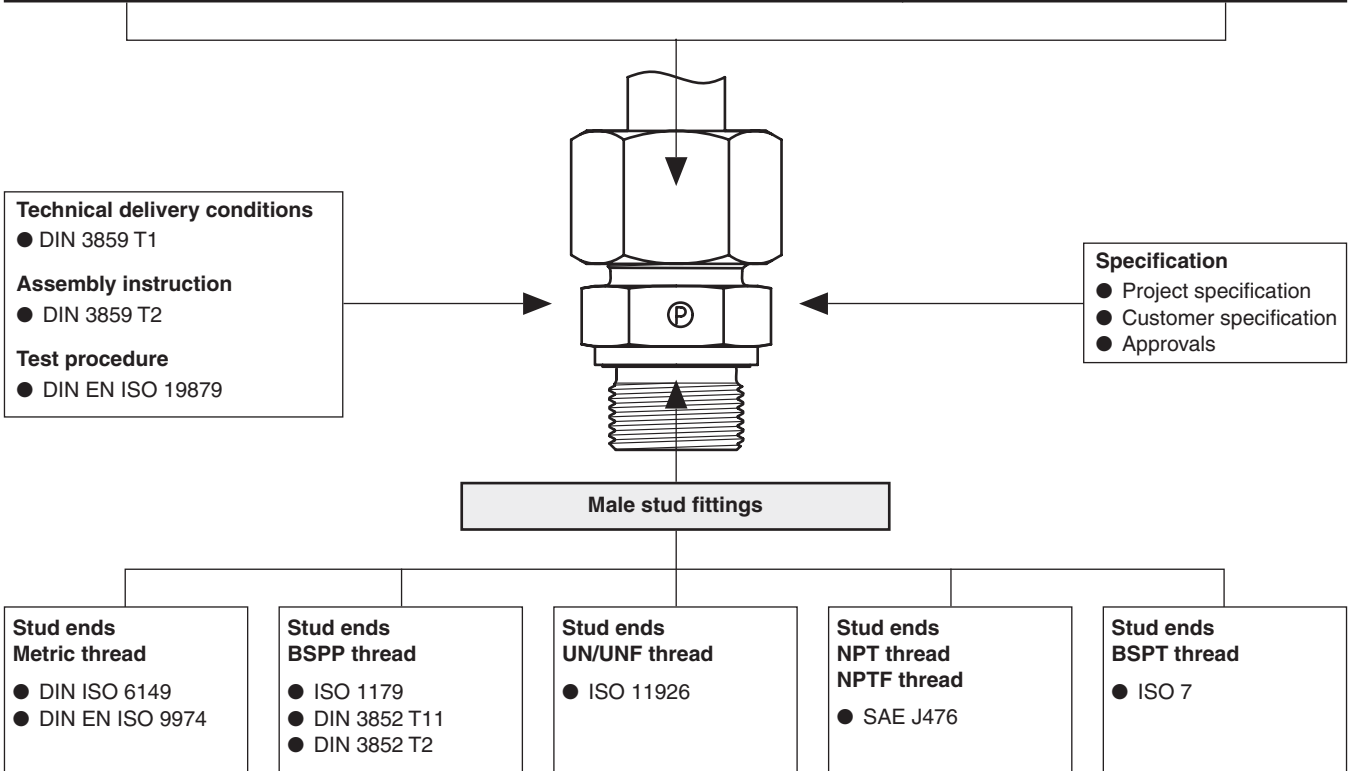 Technical delivery conditions
● DIN 3859 T1
Assembly instruction
● DIN 3859 T2
Test procedure
● DIN EN ISO 19879
Specification
● Project specification
● Customer specification
● Approvals
P
Male stud fittings
Stud ends
Metric thread
● DIN ISO 6149
● DIN EN ISO 9974
Stud ends
BSPP thread
● ISO 1179
● DIN 3852 T11
● DIN 3852 T2
Stud ends
UN/UNF thread
● ISO 11926
Stud ends
NPT thread
NPTF thread
● SAE J476
Stud ends
BSPT thread
● ISO 7